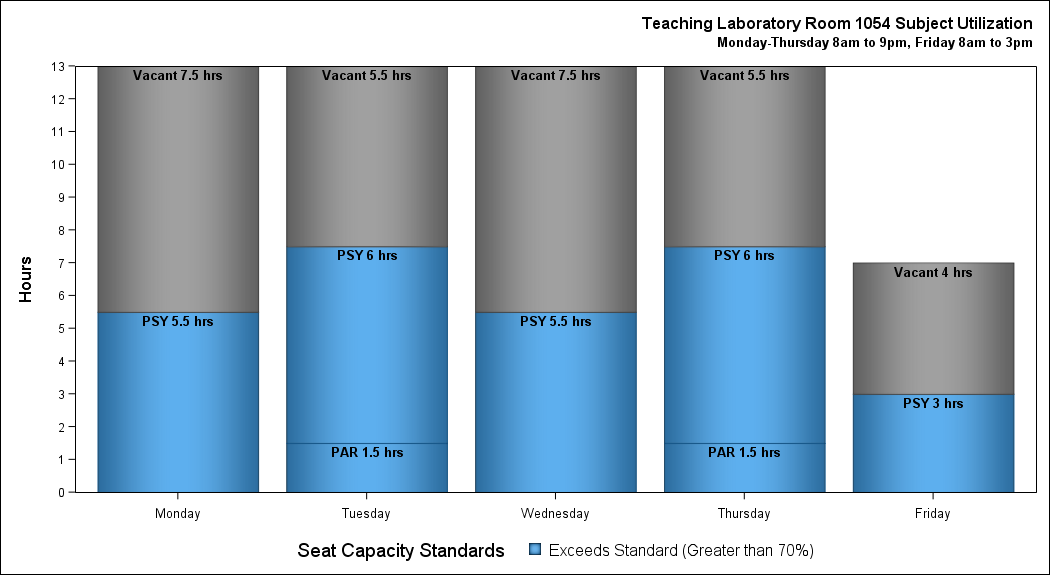 Teaching Laboratory Room 1054 Subject Utilization
Monday-Thursday 8am to 9pm, Friday 8am to 3pm
Hours
13
12
11
10
9
8
7
6
5
4
3
2
1
0
Vacant 7.5 hrs
PSY 5.5 hrs
Vacant 5.5 hrs
PSY 6 hrs
PAR 1.5 hrs
Vacant 7.5 hrs
PSY 5.5 hrs
Vacant 5.5 hrs
PSY 6 hrs
PAR 1.5 hrs
Vacant 4 hrs
PSY 3 hrs
Monday Tuesday Wednesday Thursday Friday
Seat Capacity Standards Exceeds Standard (Greater than 70%)